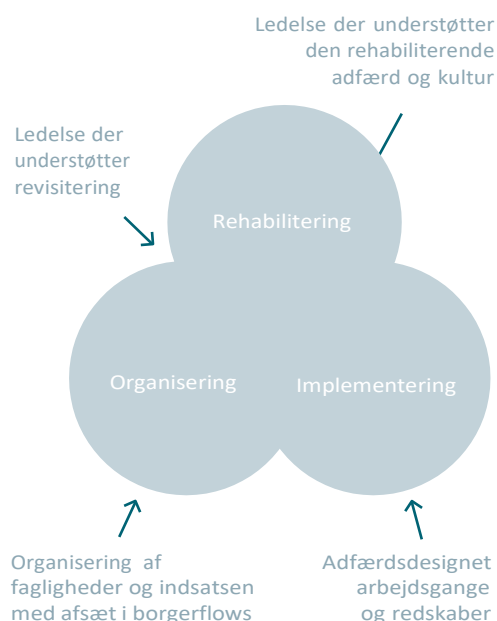 Ledelse der understøtter
den rehabiliterende
adfærd og kultur
Ledelse der
understøtter
revisitering
Rehabilitering
Organisering
Implementering
Organisering af
fagligheder og indsatsen
med afsæt i borgerflows
Adfærdsdesignet
arbejdsgange
og redskaber